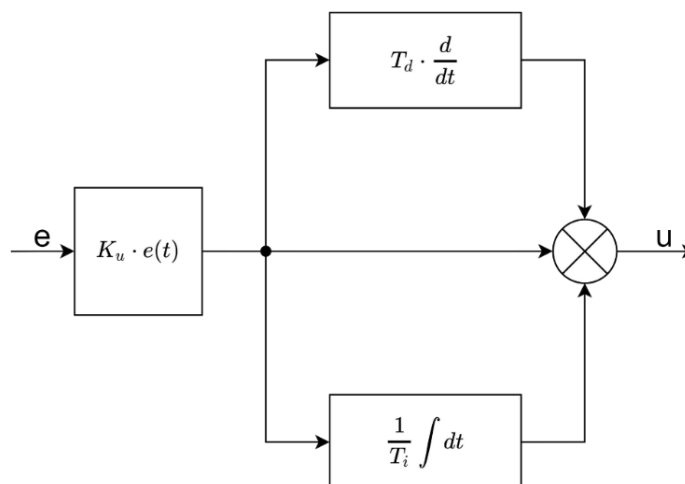 T_d · d/dt
e
K_u · e(t)
u
1/T_i ∫ dt